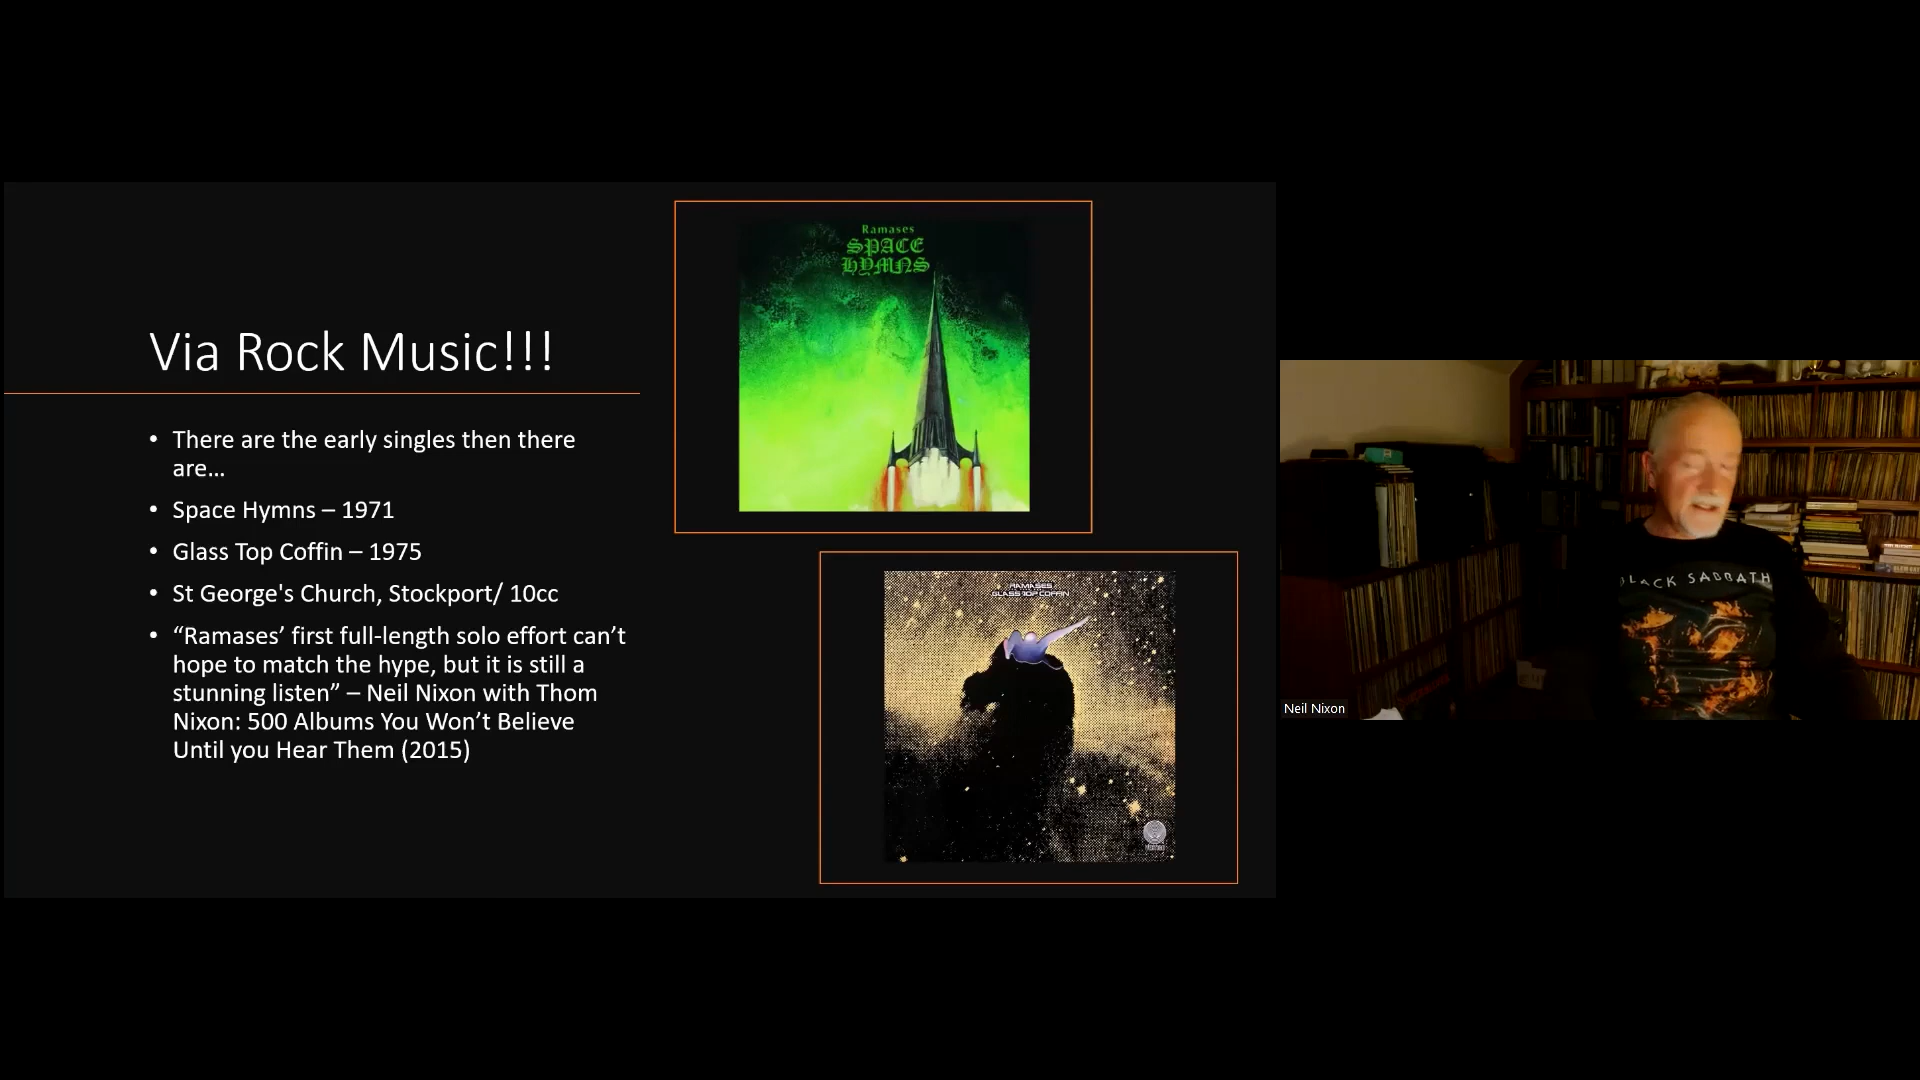 Via Rock Music!!!
• There are the early singles then there
are...
• Space Hymns – 1971
• Glass Top Coffin – 1975
• St George's Church, Stockport/ 10cc
• “Ramases’ first full-length solo effort can’t
hope to match the hype, but it is still a
stunning listen” – Neil Nixon with Thom
Nixon: 500 Albums You Won’t Believe
Until you Hear Them (2015)
Ramases
SPACE
HYMNS
RAMASES
GLASS TOP COFFIN
BLACK SABBATH
Neil Nixon